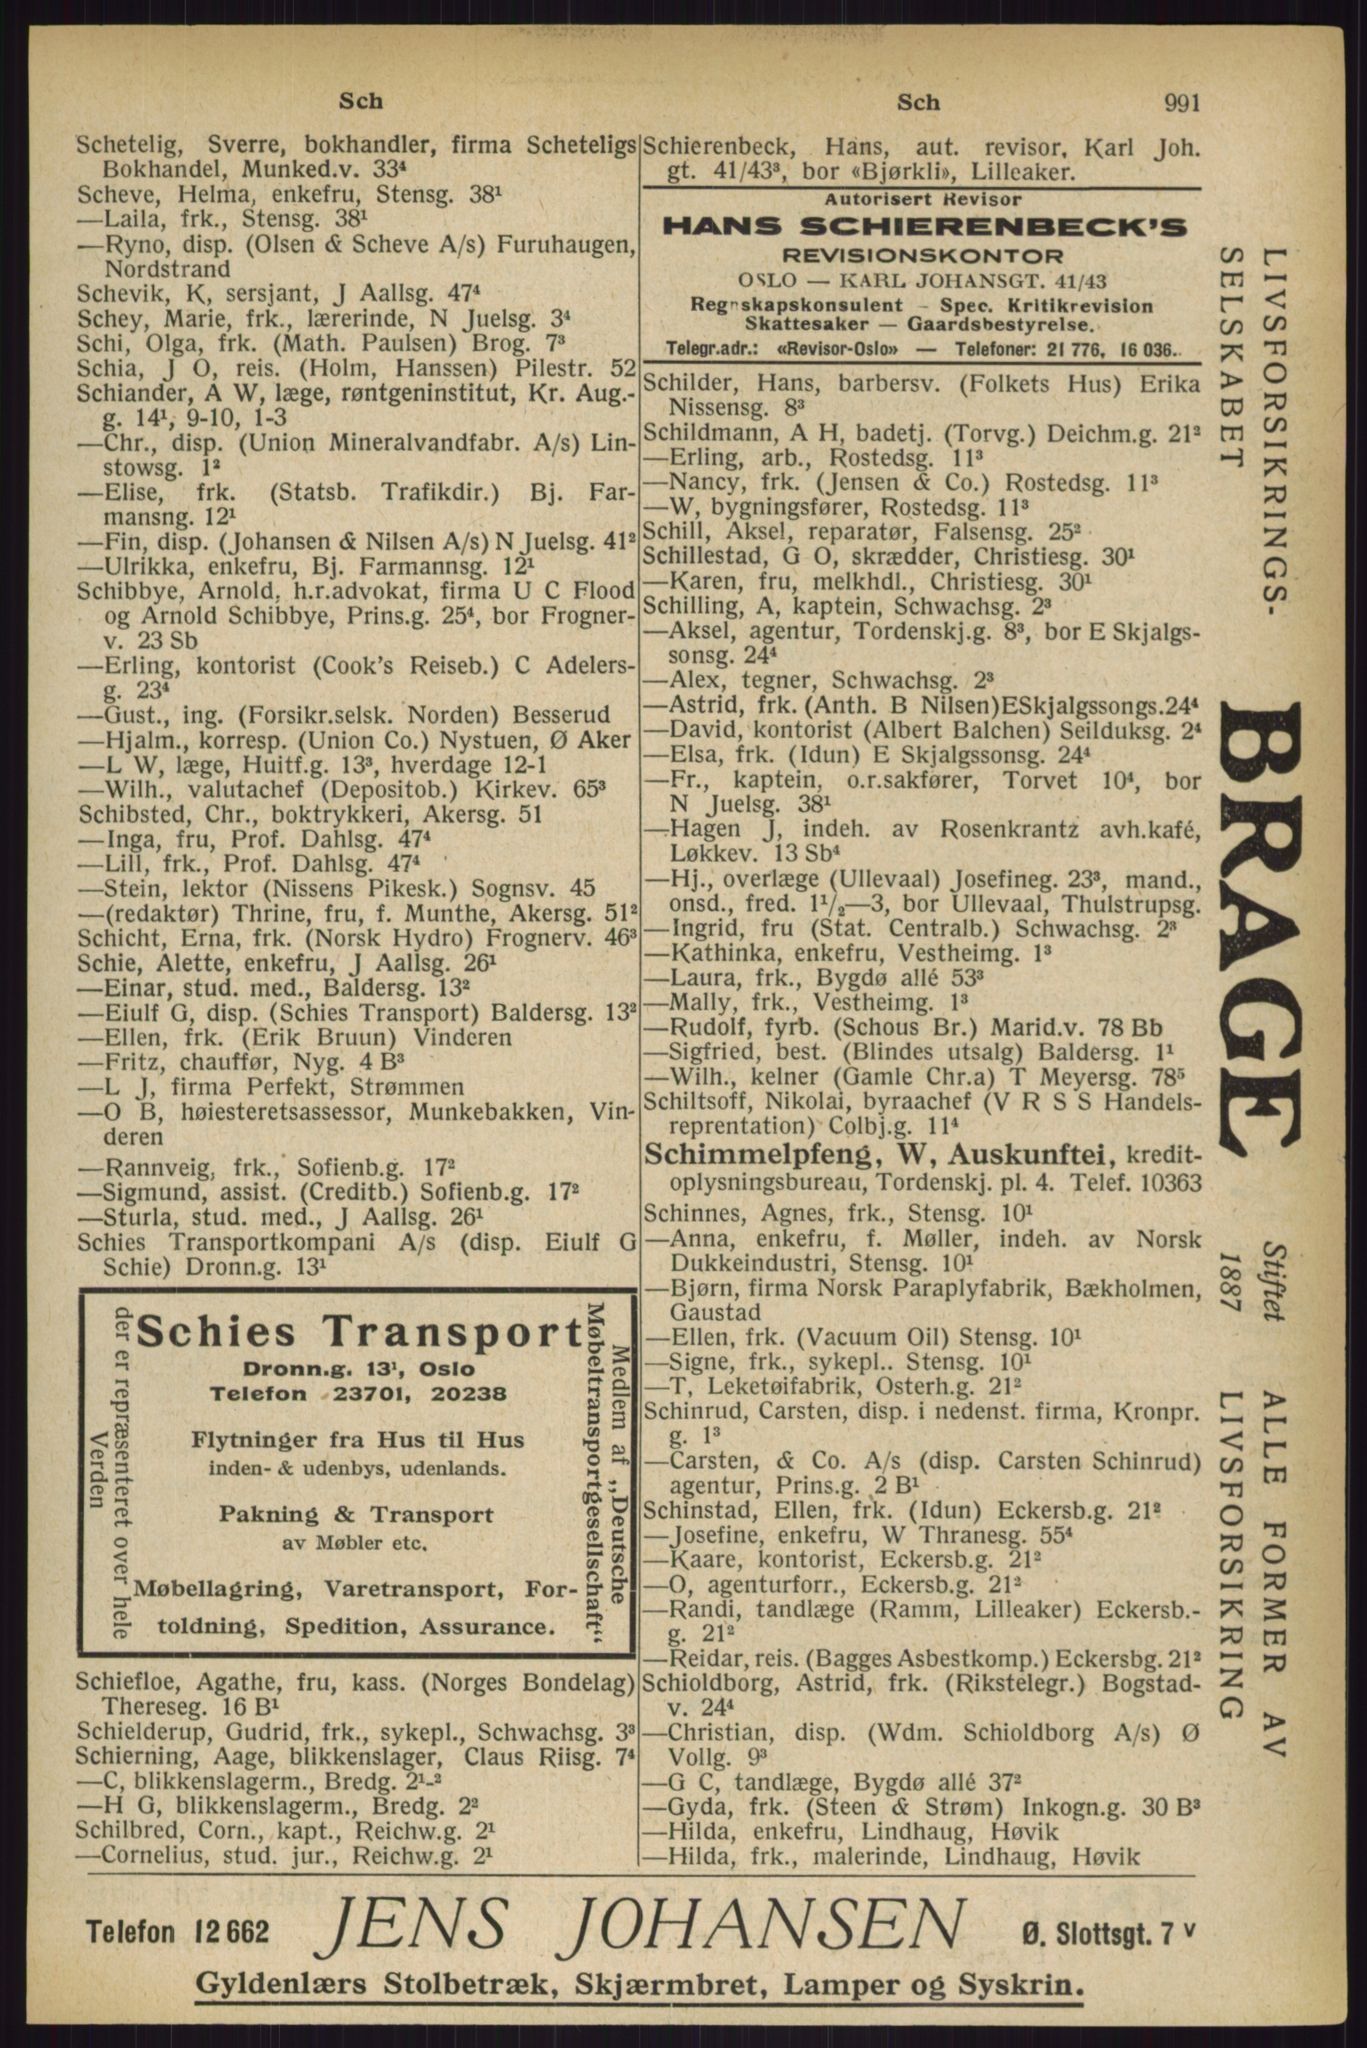 Sch
Sch
991
Schetelig, Sverre, bokhandler, firma Scheteligs
Bokhandel, Munked.v. 33⁴
Scheve, Helma, enkefru, Stensg. 38¹
—Laila, frk., Stensg. 38¹
—Ryno, disp. (Olsen & Scheve A/s) Furuhaugen,
Nordstrand
Schevik, K, sersjant, J Aallsg. 47⁴
Schey, Marie, frk., lærerinde, N Juelsg. 3⁴
Schi, Olga, frk. (Math. Paulsen) Brog. 7³
Schia, J O, reis. (Holm, Hanssen) Pilestr. 52
Schiander, A W, læge, røntgeninstitut, Kr. Aug.-
g. 14¹, 9-10, 1-3
—Chr., disp. (Union Mineralvandfabr. A/s) Lin-
stowsg. 1²
—Elise, frk. (Statsb. Trafikdir.) Bj. Far-
mansng. 12¹
—Fin, disp. (Johansen & Nilsen A/s) N Juelsg. 41²
—Ulrikka, enkefru, Bj. Farmannsg. 12¹
Schibbye, Arnold, h.r.advokat, firma U C Flood
og Arnold Schibbye, Prins.g. 25⁴, bor Frogner-
v. 23 Sb
—Erling, kontorist (Cook's Reiseb.) C Adelers-
g. 23⁴
—Gust., ing. (Forsikr.selsk. Norden) Besserud
—Hjalm., korresp. (Union Co.) Nystuen, Ø Aker
—L W, læge, Huitf.g. 13³, hverdage 12-1
—Wilh., valutachef (Depositob.) Kirkev. 65³
Schibsted, Chr., boktrykkeri, Akersg. 51
—Inga, fru, Prof. Dahlsg. 47⁴
—Lill, frk., Prof. Dahlsg. 47⁴
—Stein, lektor (Nissens Pikesk.) Sognsv. 45
—(redaktør) Thrine, fru, f. Munthe, Akersg. 51²
Schicht, Erna, frk. (Norsk Hydro) Frognerv. 46³
Schie, Alette, enkefru, J Aallsg. 26¹
—Einar, stud. med., Baldersg. 13²
—Eiulf G, disp. (Schies Transport) Baldersg. 13²
—Ellen, frk. (Erik Bruun) Vinderen
—Fritz, chauffør, Nyg. 4 B³
—L J, firma Perfekt, Strømmen
—O B, høiesteretsassessor, Munkebakken, Vin-
deren
—Rannveig, frk., Sofienb.g. 17²
—Sigmund, assist. (Creditb.) Sofienb.g. 17²
—Sturla, stud. med., J Aallsg. 26¹
Schies Transportkompani A/s (disp. Eiulf G
Schie) Dronn.g. 13¹
Schies Transport
Dronn.g. 13¹, Oslo
Telefon 23701, 20238
Flytninger fra Hus til Hus
inden- & udenbys, udenlands.
Pakning & Transport
av Møbler etc.
Møbellagring, Varetransport, For-
toldning, Spedition, Assurance.
der er repræsenteret over hele
Verden
Medlem af „Deutsche
Møbeltransportgesellschaft“
Schiefloe, Agathe, fru, kass. (Norges Bondelag)
Thereseg. 16 B¹
Schielderup, Gudrid, frk., sykepl., Schwachsg. 3³
Schierning, Aage, blikkenslager, Claus Riisg. 7⁴
—C, blikkenslagerm., Bredg. 2¹-²
—H G, blikkenslagerm., Bredg. 2²
Schilbred, Corn., kapt., Reichw.g. 2¹
—Cornelius, stud. jur., Reichw.g. 2¹
Schierenbeck, Hans, aut. revisor, Karl Joh.
gt. 41/43³, bor «Bjørkli», Lilleaker.
Autorisert Revisor
HANS SCHIERENBECK'S
REVISIONSKONTOR
OSLO — KARL JOHANSGT. 41/43
Regnskapskonsulent – Spec. Kritikrevision
Skattesaker — Gaardsbestyrelse.
Telegr.adr.: «Revisor-Oslo» — Telefoner: 21 776, 16 036.
Schilder, Hans, barbersv. (Folkets Hus) Erika
Nissensg. 8³
Schildmann, A H, badetj. (Torvg.) Deichm.g. 21²
—Erling, arb., Rostedsg. 11³
—Nancy, frk. (Jensen & Co.) Rostedsg. 11³
—W, bygningsfører, Rostedsg. 11³
Schill, Aksel, reparatør, Falsensg. 25²
Schillestad, G O, skrædder, Christiesg. 30¹
—Karen, fru, melkhdl., Christiesg. 30¹
Schilling, A, kaptein, Schwachsg. 2³
—Aksel, agentur, Tordenskj.g. 8³, bor E Skjalgs-
sonsg. 24⁴
—Alex, tegner, Schwachsg. 2³
—Astrid, frk. (Anth. B Nilsen)ESkjalgssongs.24⁴
—David, kontorist (Albert Balchen) Seilduksg. 2⁴
—Elsa, frk. (Idun) E Skjalgssonsg. 24⁴
—Fr., kaptein, o.r.sakfører, Torvet 10⁴, bor
N Juelsg. 38¹
—Hagen J, indeh. av Rosenkrantz avh.kafé,
Løkkev. 13 Sb⁴
—Hj., overlæge (Ullevaal) Josefineg. 23³, mand.,
onsd., fred. 1¹/₂—3, bor Ullevaal, Thulstrupsg.
—Ingrid, fru (Stat. Centralb.) Schwachsg. 2³
—Kathinka, enkefru, Vestheimg. 1³
—Laura, frk., Bygdø allé 53³
—Mally, frk., Vestheimg. 1³
—Rudolf, fyrb. (Schous Br.) Marid.v. 78 Bb
—Sigfried, best. (Blindes utsalg) Baldersg. 1¹
—Wilh., kelner (Gamle Chr.a) T Meyersg. 78⁵
Schiltsoff, Nikolai, byraachef (V R S S Handels-
reprentation) Colbj.g. 11⁴
Schimmelpfeng, W, Auskunftei, kredit-
oplysningsbureau, Tordenskj. pl. 4. Telef. 10363
Schinnes, Agnes, frk., Stensg. 10¹
—Anna, enkefru, f. Møller, indeh. av Norsk
Dukkeindustri, Stensg. 10¹
—Bjørn, firma Norsk Paraplyfabrik, Bækholmen,
Gaustad
—Ellen, frk. (Vacuum Oil) Stensg. 10¹
—Signe, frk., sykepl.. Stensg. 10¹
—T, Leketøifabrik, Osterh.g. 21²
Schinrud, Carsten, disp. i nedenst. firma, Kronpr.
g. 1³
—Carsten, & Co. A/s (disp. Carsten Schinrud)
agentur, Prins.g. 2 B¹
Schinstad, Ellen, frk. (Idun) Eckersb.g. 21²
—Josefine, enkefru, W Thranesg. 55⁴
—Kaare, kontorist, Eckersb.g. 21²
—O, agenturforr., Eckersb.g. 21²
—Randi, tandlæge (Ramm, Lilleaker) Eckersb.-
g. 21²
—Reidar, reis. (Bagges Asbestkomp.) Eckersbg. 21²
Schioldborg, Astrid, frk. (Rikstelegr.) Bogstad-
v. 24⁴
—Christian, disp. (Wdm. Schioldborg A/s) Ø
Vollg. 9³
—G C, tandlæge, Bygdø allé 37²
—Gyda, frk. (Steen & Strøm) Inkogn.g. 30 B³
—Hilda, enkefru, Lindhaug, Høvik
—Hilda, frk., malerinde, Lindhaug, Høvik
LIVSFORSIKRINGS-
SELSKABET
BRAGE
Stiftet
1887
ALLE FORMER AV
LIVSFORSIKRING
Telefon 12 662
JENS JOHANSEN
Ø. Slottsgt. 7 v
Gyldenlærs Stolbetræk, Skjærmbret, Lamper og Syskrin.